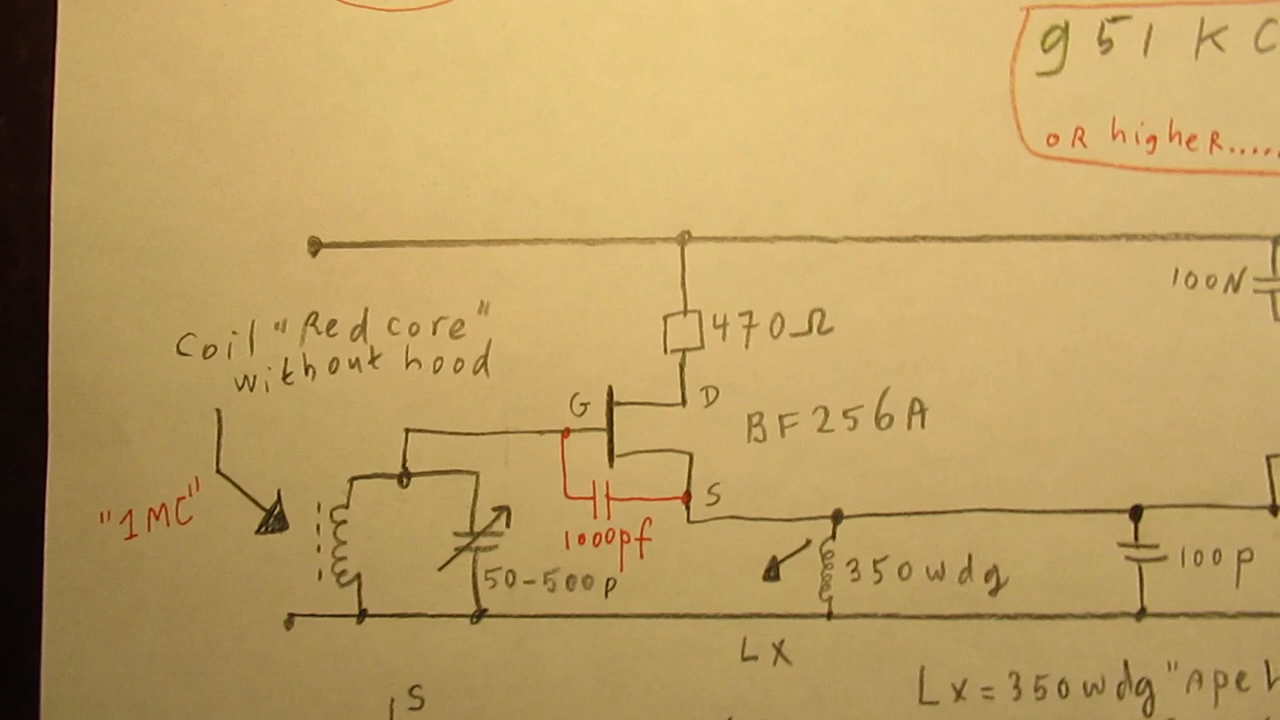 951 KC
OR higher.....
100N
Coil "Red core"
without hood
470Ω
G
D
BF256A
S
"1MC"
1000pf
50-500p
350wdg
100p
LX
Lx=350wdg
S